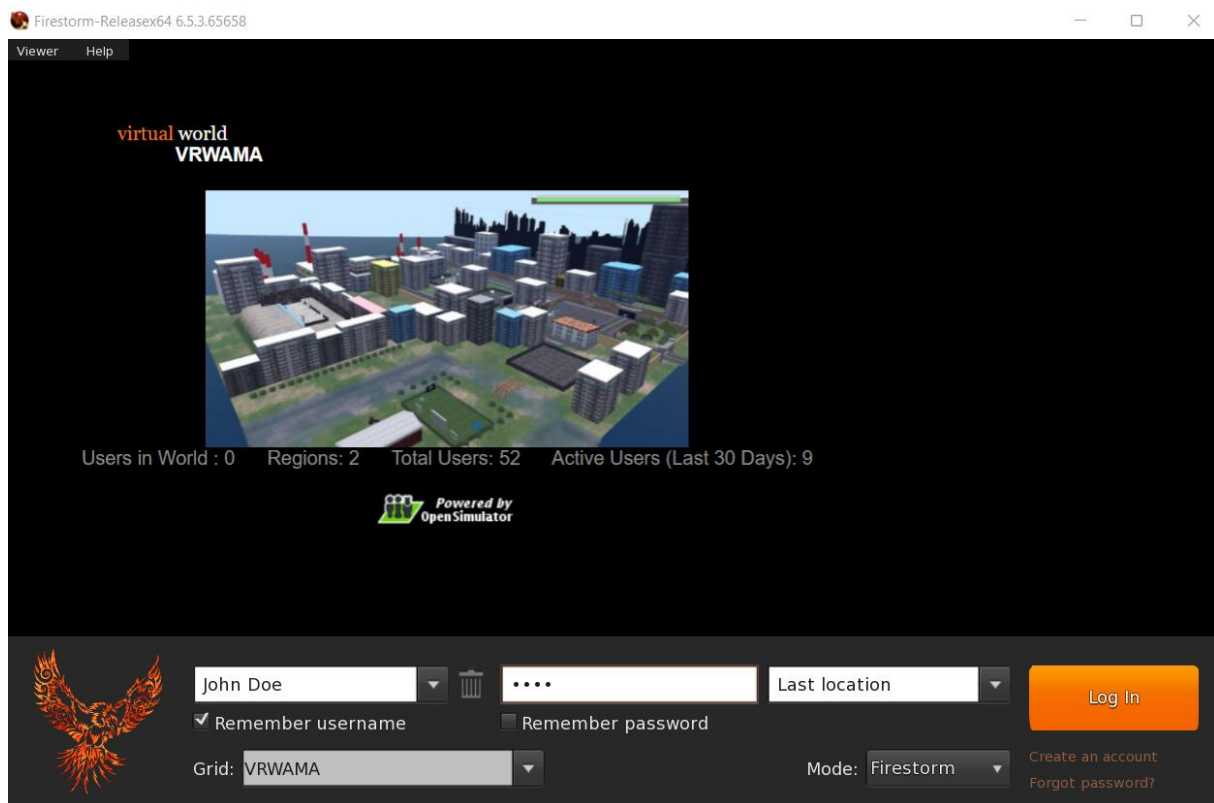 Firestorm-Releasex64 6.5.3.65658
Viewer Help
virtual world
VRWAMA
Users in World : 0 Regions: 2 Total Users: 52 Active Users (Last 30 Days): 9
Powered by
OpenSimulator
John Doe •••• Last location Log In
Remember username Remember password
Grid: VRWAMA Mode: Firestorm
Create an account
Forgot password?